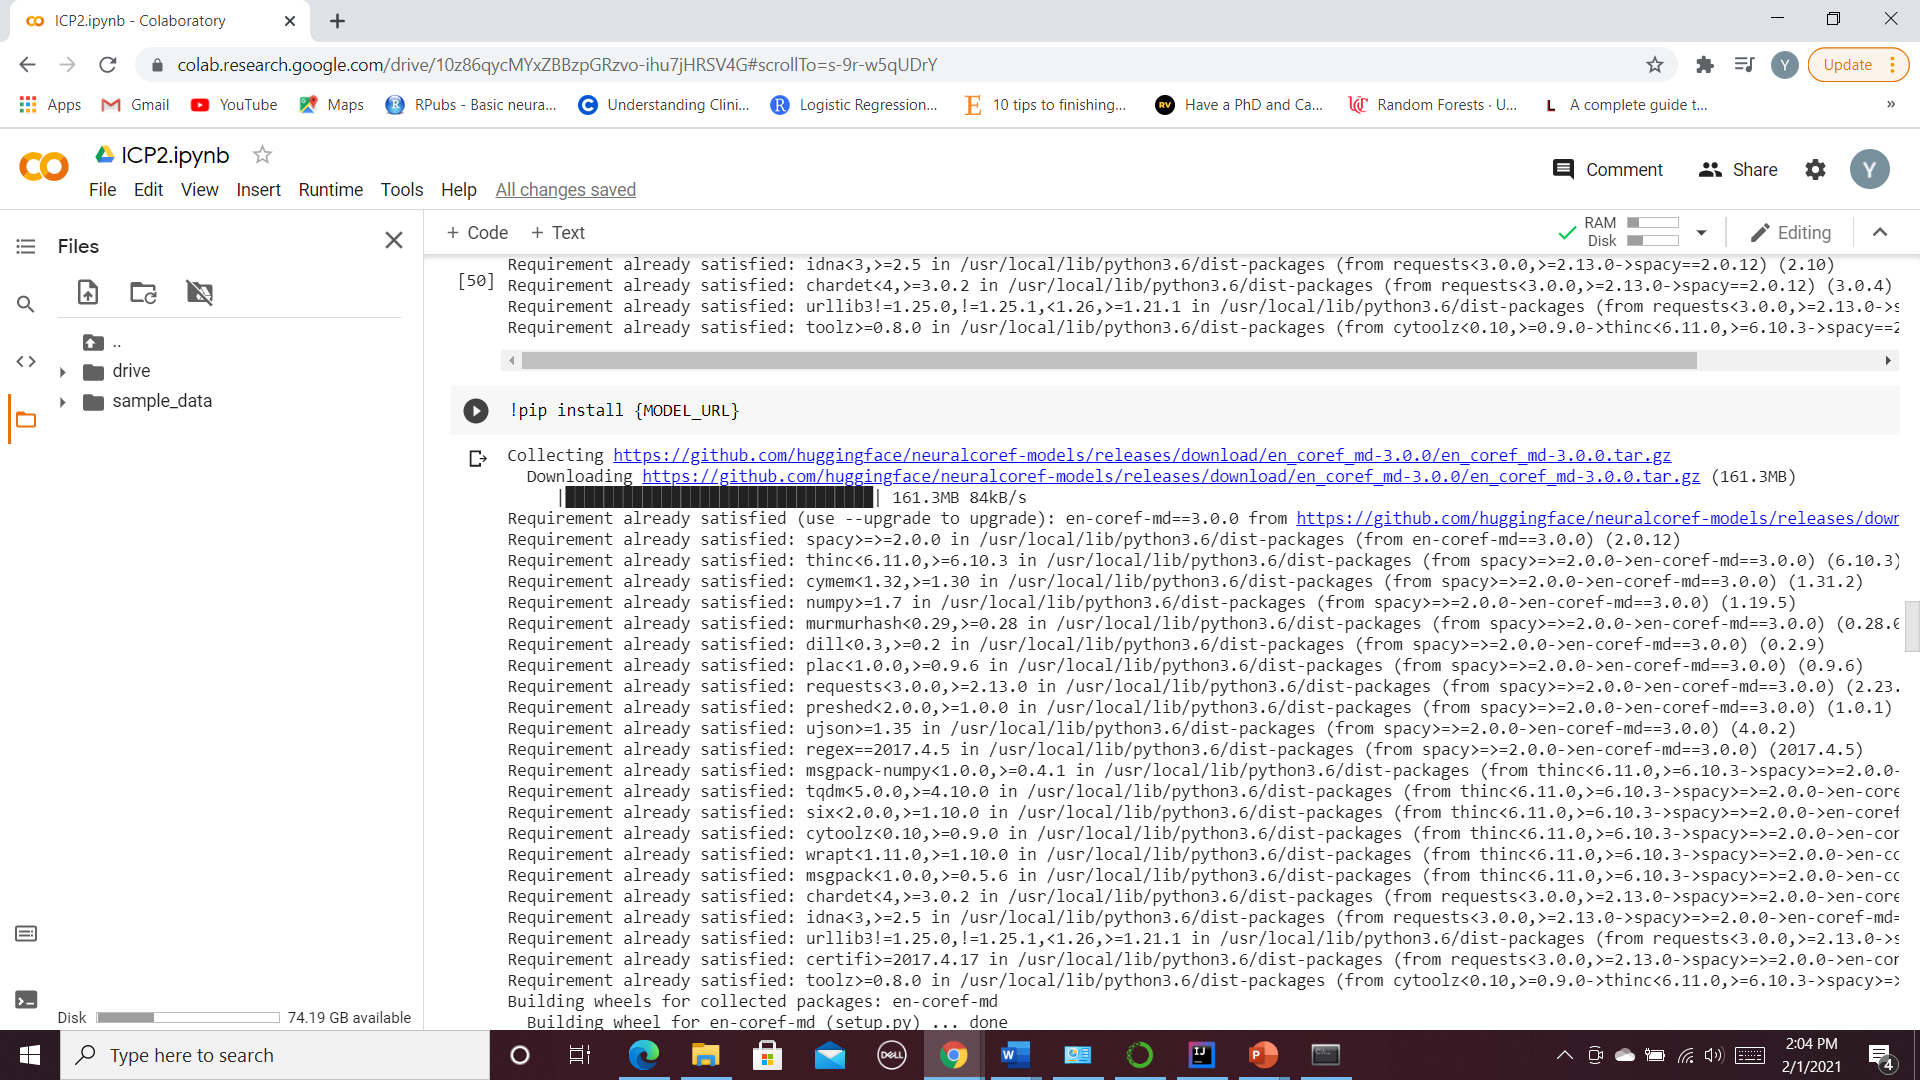 ICP2.ipynb - Colaboratory
colab.research.google.com/drive/10z86qycMYxZBBzpGRzvo-ihu7jHRSV4G#scrollTo=s-9r-w5qUDrY
Y
Update
Apps
Gmail
YouTube
Maps
RPubs - Basic neura...
Understanding Clini...
Logistic Regression...
10 tips to finishing...
Have a PhD and Ca...
Random Forests · U...
A complete guide t...
»
ICP2.ipynb
Comment
Share
Y
File Edit View Insert Runtime Tools Help All changes saved
Files
+ Code + Text
RAM
Disk
Editing
..
drive
sample_data
Disk 74.19 GB available
Requirement already satisfied: idna<3,>=2.5 in /usr/local/lib/python3.6/dist-packages (from requests<3.0.0,>=2.13.0->spacy==2.0.12) (2.10)
[50]
Requirement already satisfied: chardet<4,>=3.0.2 in /usr/local/lib/python3.6/dist-packages (from requests<3.0.0,>=2.13.0->spacy==2.0.12) (3.0.4)
Requirement already satisfied: urllib3!=1.25.0,!=1.25.1,<1.26,>=1.21.1 in /usr/local/lib/python3.6/dist-packages (from requests<3.0.0,>=2.13.0->s
Requirement already satisfied: toolz>=0.8.0 in /usr/local/lib/python3.6/dist-packages (from cytoolz<0.10,>=0.9.0->thinc<6.11.0,>=6.10.3->spacy==2
!pip install {MODEL_URL}
Collecting https://github.com/huggingface/neuralcoref-models/releases/download/en_coref_md-3.0.0/en_coref_md-3.0.0.tar.gz
Downloading https://github.com/huggingface/neuralcoref-models/releases/download/en_coref_md-3.0.0/en_coref_md-3.0.0.tar.gz (161.3MB)
161.3MB 84kB/s
Requirement already satisfied (use --upgrade to upgrade): en-coref-md==3.0.0 from https://github.com/huggingface/neuralcoref-models/releases/down
Requirement already satisfied: spacy>=>=2.0.0 in /usr/local/lib/python3.6/dist-packages (from en-coref-md==3.0.0) (2.0.12)
Requirement already satisfied: thinc<6.11.0,>=6.10.3 in /usr/local/lib/python3.6/dist-packages (from spacy>=>=2.0.0->en-coref-md==3.0.0) (6.10.3)
Requirement already satisfied: cymem<1.32,>=1.30 in /usr/local/lib/python3.6/dist-packages (from spacy>=>=2.0.0->en-coref-md==3.0.0) (1.31.2)
Requirement already satisfied: numpy>=1.7 in /usr/local/lib/python3.6/dist-packages (from spacy>=>=2.0.0->en-coref-md==3.0.0) (1.19.5)
Requirement already satisfied: murmurhash<0.29,>=0.28 in /usr/local/lib/python3.6/dist-packages (from spacy>=>=2.0.0->en-coref-md==3.0.0) (0.28.0
Requirement already satisfied: dill<0.3,>=0.2 in /usr/local/lib/python3.6/dist-packages (from spacy>=>=2.0.0->en-coref-md==3.0.0) (0.2.9)
Requirement already satisfied: plac<1.0.0,>=0.9.6 in /usr/local/lib/python3.6/dist-packages (from spacy>=>=2.0.0->en-coref-md==3.0.0) (0.9.6)
Requirement already satisfied: requests<3.0.0,>=2.13.0 in /usr/local/lib/python3.6/dist-packages (from spacy>=>=2.0.0->en-coref-md==3.0.0) (2.23.
Requirement already satisfied: preshed<2.0.0,>=1.0.0 in /usr/local/lib/python3.6/dist-packages (from spacy>=>=2.0.0->en-coref-md==3.0.0) (1.0.1)
Requirement already satisfied: ujson>=1.35 in /usr/local/lib/python3.6/dist-packages (from spacy>=>=2.0.0->en-coref-md==3.0.0) (4.0.2)
Requirement already satisfied: regex==2017.4.5 in /usr/local/lib/python3.6/dist-packages (from spacy>=>=2.0.0->en-coref-md==3.0.0) (2017.4.5)
Requirement already satisfied: msgpack-numpy<1.0.0,>=0.4.1 in /usr/local/lib/python3.6/dist-packages (from thinc<6.11.0,>=6.10.3->spacy>=>=2.0.0-
Requirement already satisfied: tqdm<5.0.0,>=4.10.0 in /usr/local/lib/python3.6/dist-packages (from thinc<6.11.0,>=6.10.3->spacy>=>=2.0.0->en-core
Requirement already satisfied: six<2.0.0,>=1.10.0 in /usr/local/lib/python3.6/dist-packages (from thinc<6.11.0,>=6.10.3->spacy>=>=2.0.0->en-coref
Requirement already satisfied: cytoolz<0.10,>=0.9.0 in /usr/local/lib/python3.6/dist-packages (from thinc<6.11.0,>=6.10.3->spacy>=>=2.0.0->en-cor
Requirement already satisfied: wrapt<1.11.0,>=1.10.0 in /usr/local/lib/python3.6/dist-packages (from thinc<6.11.0,>=6.10.3->spacy>=>=2.0.0->en-co
Requirement already satisfied: msgpack<1.0.0,>=0.5.6 in /usr/local/lib/python3.6/dist-packages (from thinc<6.11.0,>=6.10.3->spacy>=>=2.0.0->en-co
Requirement already satisfied: chardet<4,>=3.0.2 in /usr/local/lib/python3.6/dist-packages (from requests<3.0.0,>=2.13.0->spacy>=>=2.0.0->en-core
Requirement already satisfied: idna<3,>=2.5 in /usr/local/lib/python3.6/dist-packages (from requests<3.0.0,>=2.13.0->spacy>=>=2.0.0->en-coref-md=
Requirement already satisfied: urllib3!=1.25.0,!=1.25.1,<1.26,>=1.21.1 in /usr/local/lib/python3.6/dist-packages (from requests<3.0.0,>=2.13.0->s
Requirement already satisfied: certifi>=2017.4.17 in /usr/local/lib/python3.6/dist-packages (from requests<3.0.0,>=2.13.0->spacy>=>=2.0.0->en-cor
Requirement already satisfied: toolz>=0.8.0 in /usr/local/lib/python3.6/dist-packages (from cytoolz<0.10,>=0.9.0->thinc<6.11.0,>=6.10.3->spacy>=>
Building wheels for collected packages: en-coref-md
Building wheel for en-coref-md (setup.py) ... done
Type here to search
DELL
2:04 PM
2/1/2021
4